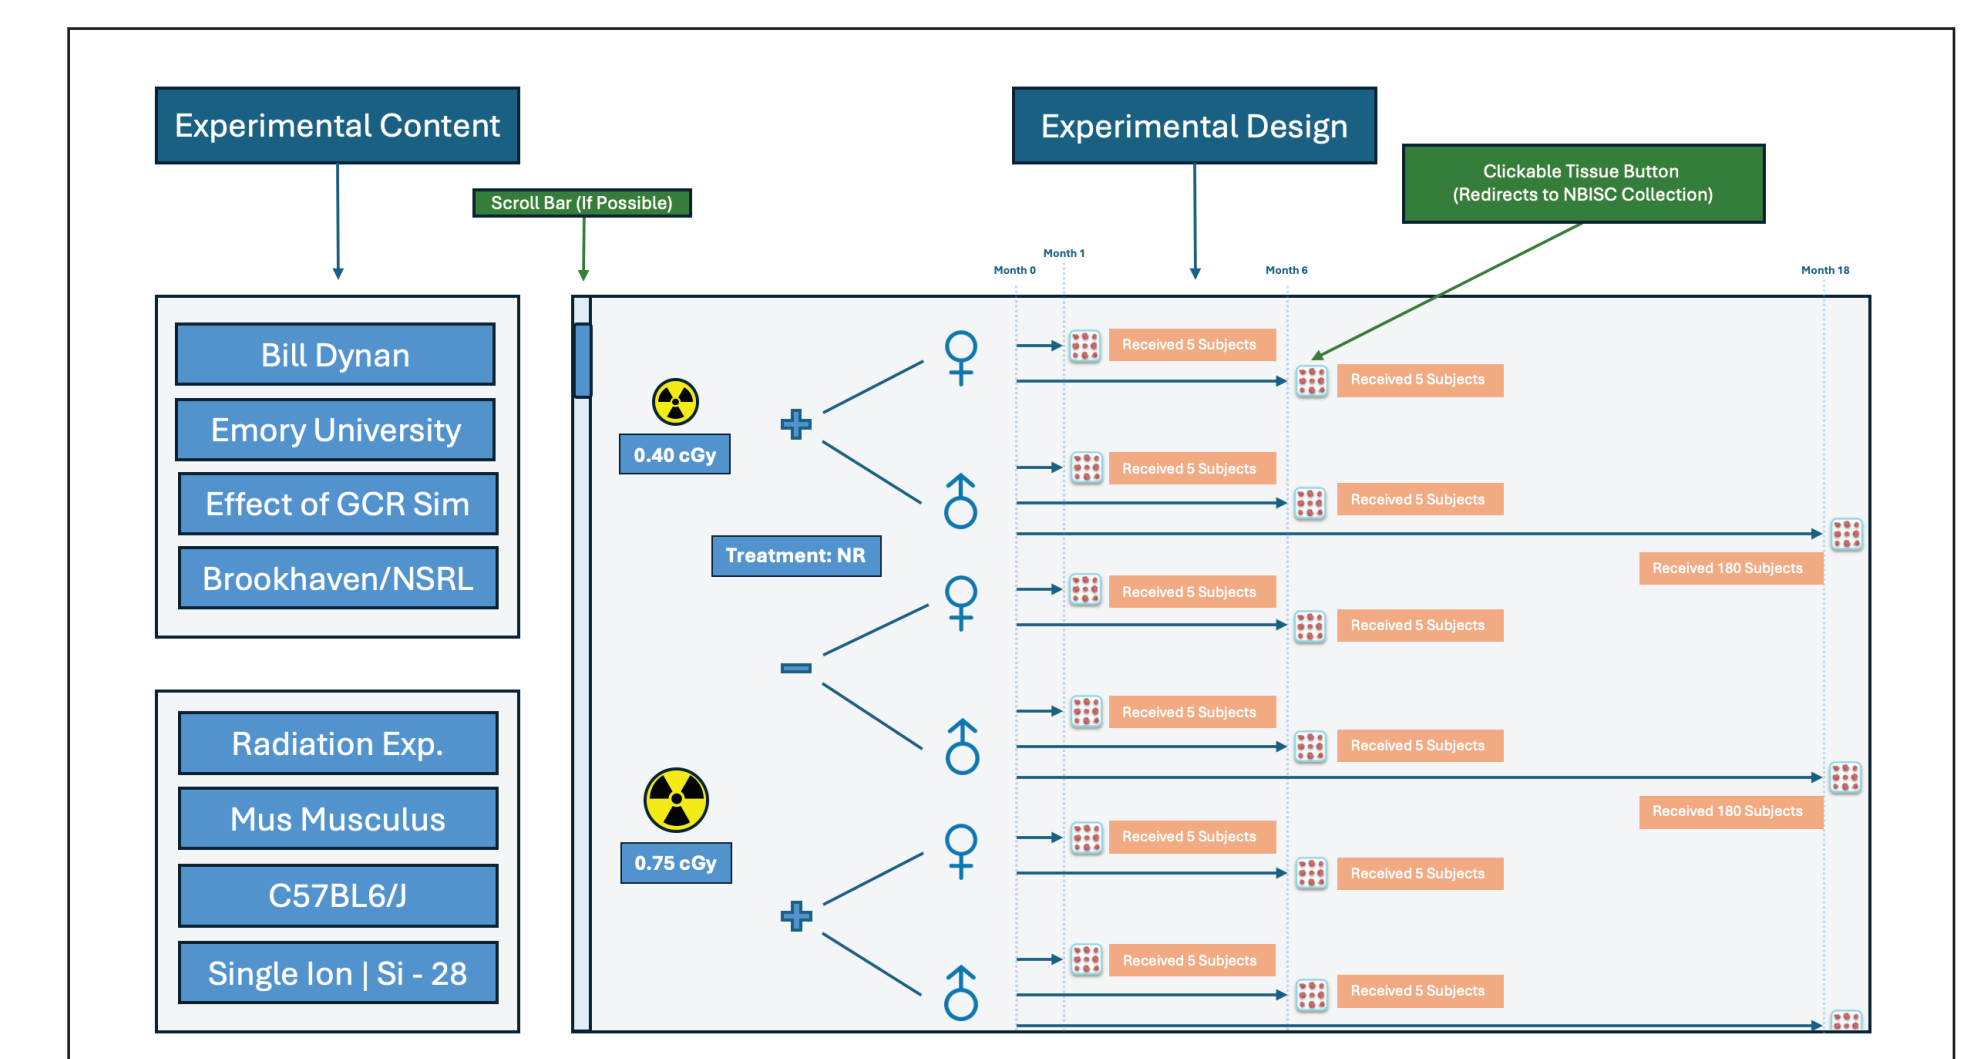 Experimental Content
Experimental Design
Clickable Tissue Button
(Redirects to NBISC Collection)
Scroll Bar (If Possible)
Month 0
Month 1
Month 6
Month 18
Bill Dynan
Emory University
Effect of GCR Sim
Brookhaven/NSRL
Radiation Exp.
Mus Musculus
C57BL6/J
Single Ion | Si - 28
0.40 cGy
Treatment: NR
0.75 cGy
Received 5 Subjects
Received 5 Subjects
Received 5 Subjects
Received 5 Subjects
Received 180 Subjects
Received 5 Subjects
Received 5 Subjects
Received 5 Subjects
Received 5 Subjects
Received 180 Subjects
Received 5 Subjects
Received 5 Subjects
Received 5 Subjects
Received 5 Subjects